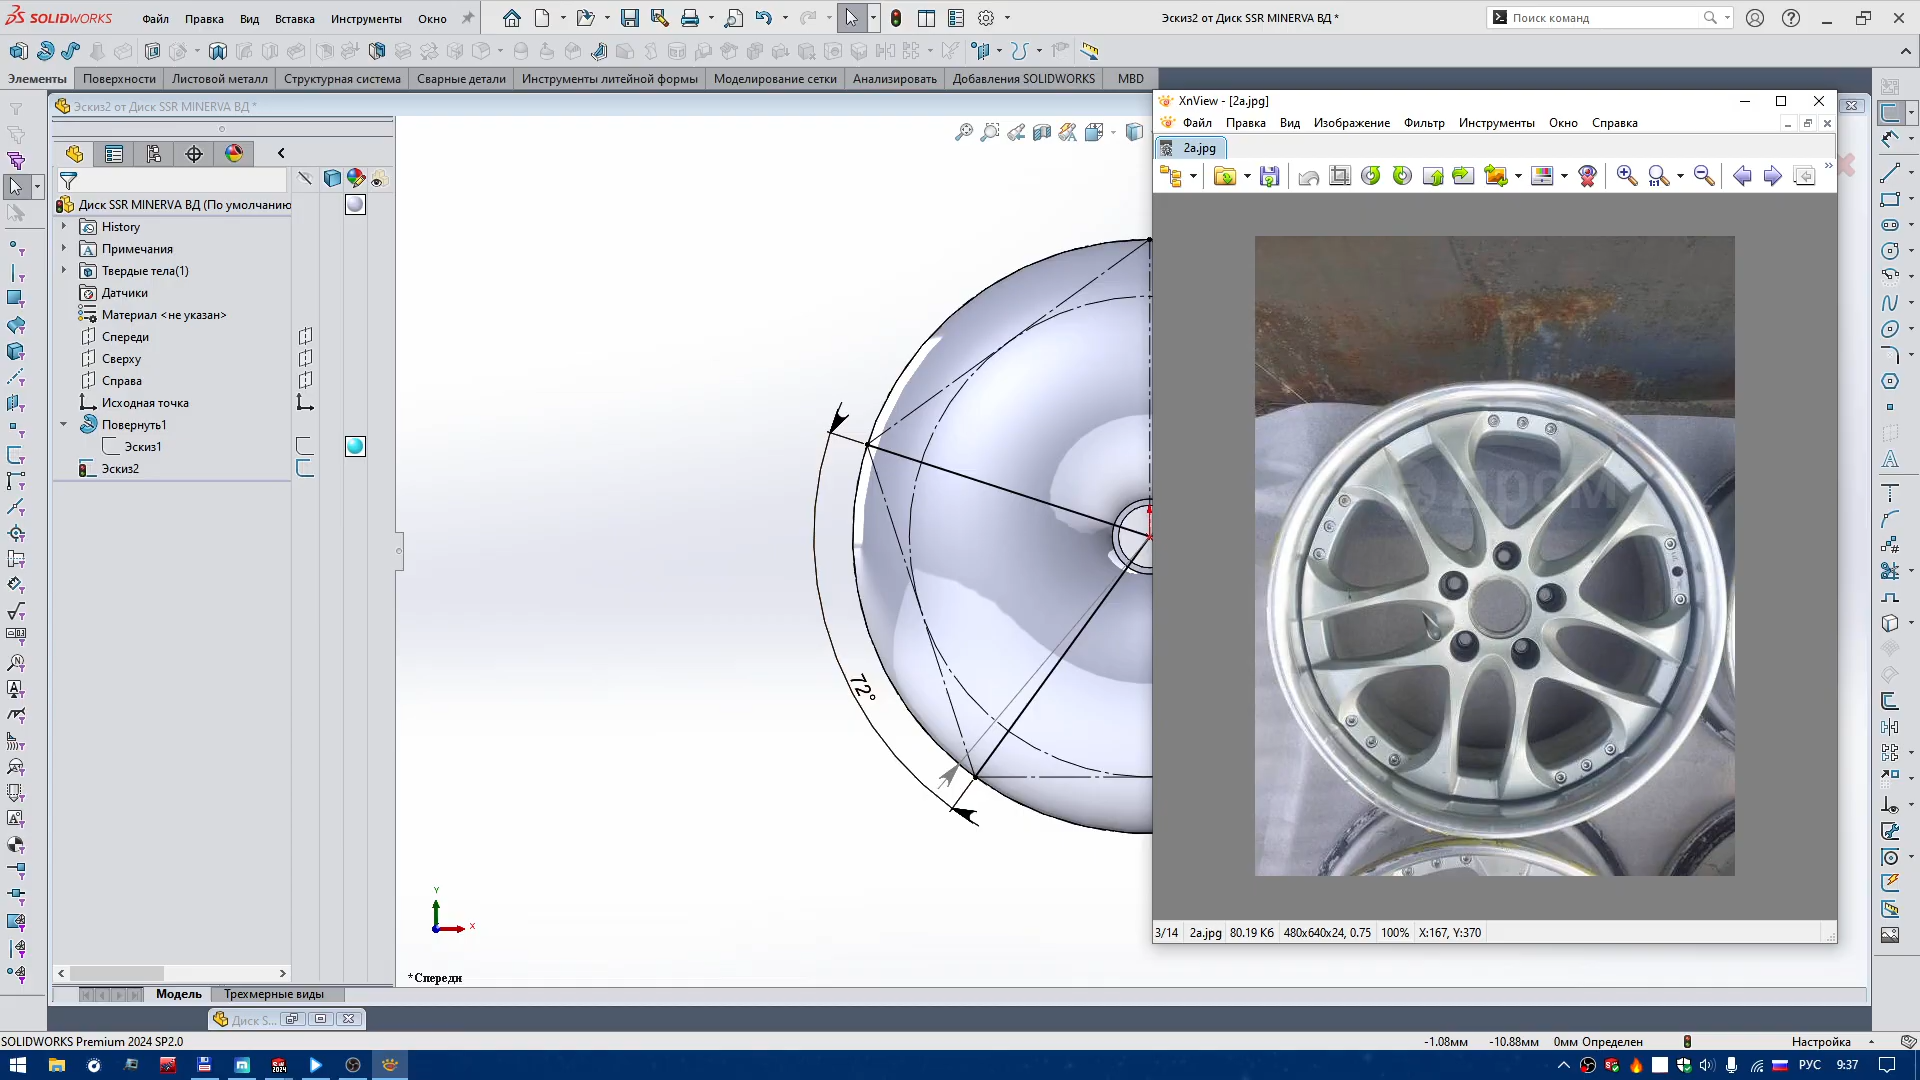 SOLIDWORKS
Файл
Правка
Вид
Вставка
Инструменты
Окно
Эскиз2 от Диск SSR MINERVA ВД *
Поиск команд
Элементы
Поверхности
Листовой металл
Структурная система
Сварные детали
Инструменты литейной формы
Моделирование сетки
Анализировать
Добавления SOLIDWORKS
MBD
Эскиз2 от Диск SSR MINERVA ВД *
XnView - [2a.jpg]
Файл
Правка
Вид
Изображение
Фильтр
Инструменты
Окно
Справка
2a.jpg
1:1
Диск SSR MINERVA ВД (По умолчанию
History
Примечания
Твердые тела(1)
Датчики
Материал <не указан>
Спереди
Сверху
Справа
Исходная точка
Повернуть1
Эскиз1
Эскиз2
дром
72°
Y
X
*Спереди
3/14
2a.jpg
80.19 Кб
480x640x24, 0.75
100%
X:167, Y:370
Модель
Трехмерные виды
Диск S...
SOLIDWORKS Premium 2024 SP2.0
-1.08мм
-10.88мм
0мм
Определен
Настройка
РУС
9:37